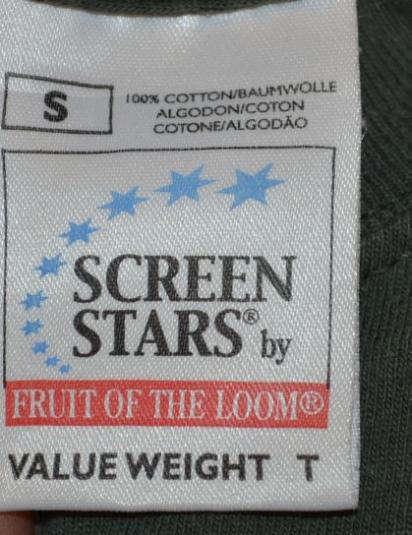 S
100% COTTON/BAUMWOLLE
ALGODON/COTON
COTONE/ALGODÃO
SCREEN
STARS® by
FRUIT OF THE LOOM®
VALUE WEIGHT T